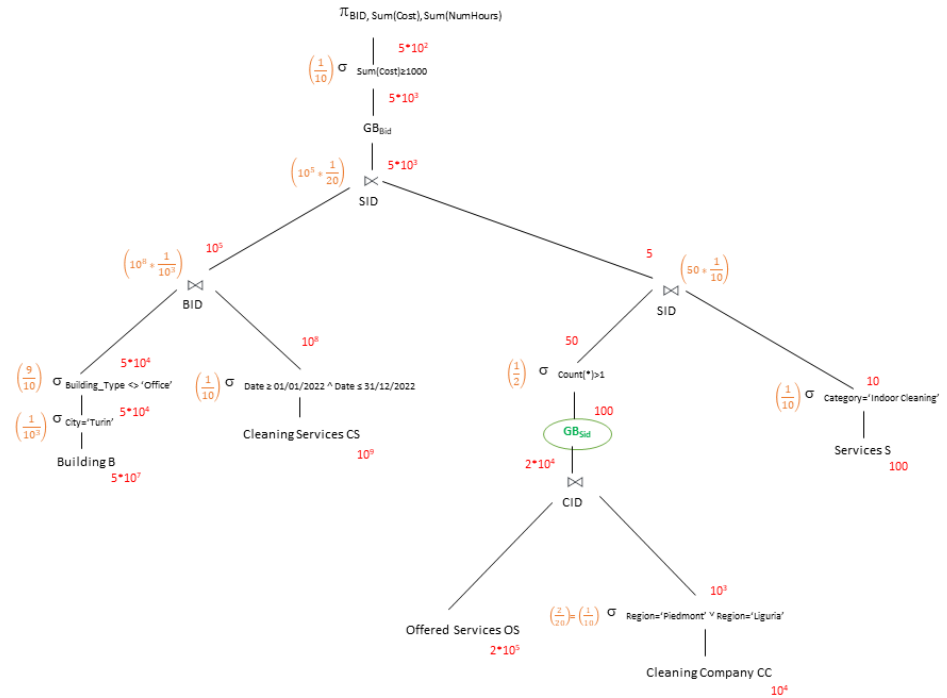 π BID, Sum(Cost), Sum(NumHours)
5*10²
(1/10) σ Sum(Cost)≥1000
5*10³
GB Bid
5*10³
(10⁵ * 1/20) ⋉
SID
10⁵
(10⁸ * 1/10³) ⋈
BID
5
(50 * 1/10) ⋈
SID
5*10⁴
(9/10) σ Building_Type <> 'Office'
5*10⁴
(1/10³) σ City='Turin'
Building B
5*10⁷
10⁸
(1/10) σ Date ≥ 01/01/2022 ^ Date ≤ 31/12/2022
Cleaning Services CS
10⁹
50
(1/2) σ Count(*)>1
100
GB Sid
2*10⁴
⋈
CID
10
(1/10) σ Category='Indoor Cleaning'
Services S
100
Offered Services OS
2*10⁵
10³
(2/20)=(1/10) σ Region='Piedmont' ˅ Region='Liguria'
Cleaning Company CC
10⁴